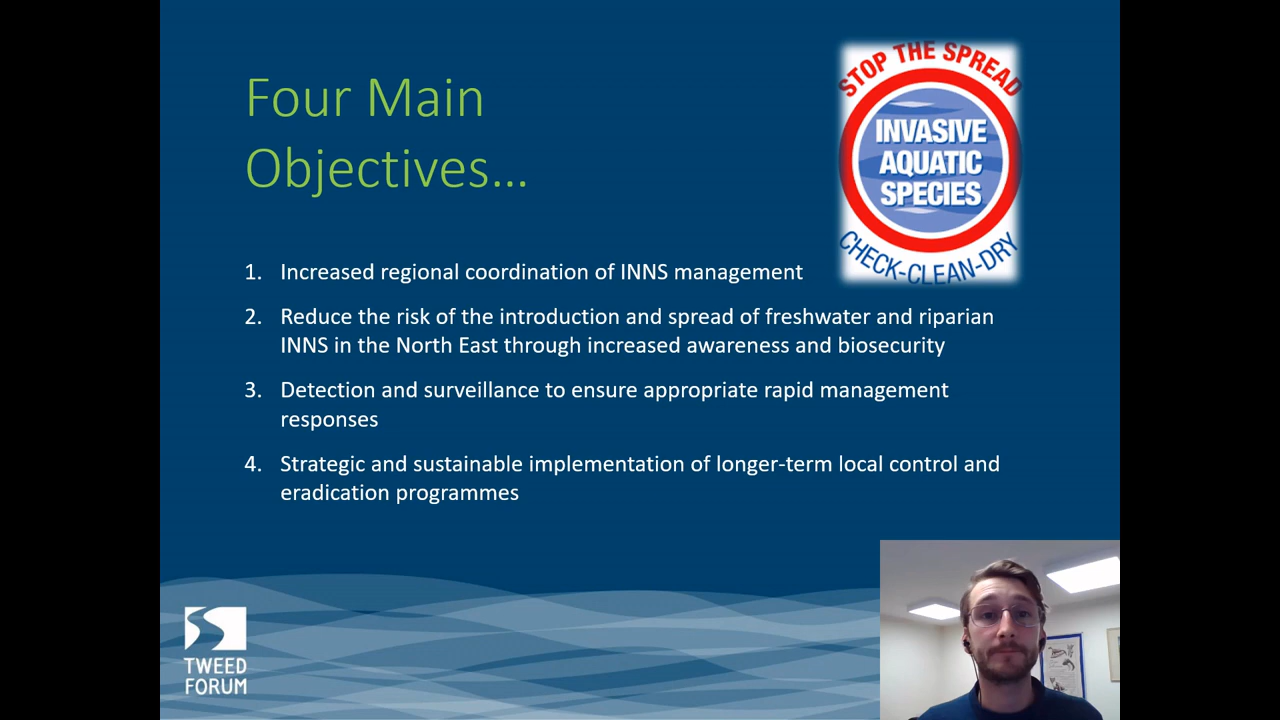 Four Main
Objectives...
STOP THE SPREAD
INVASIVE
AQUATIC
SPECIES
CHECK-CLEAN-DRY
1. Increased regional coordination of INNS management
2. Reduce the risk of the introduction and spread of freshwater and riparian
INNS in the North East through increased awareness and biosecurity
3. Detection and surveillance to ensure appropriate rapid management
responses
4. Strategic and sustainable implementation of longer-term local control and
eradication programmes
TWEED
FORUM